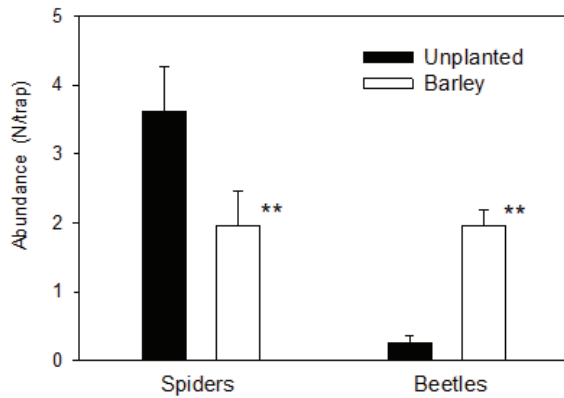 5
4
3
2
1
0
Abundance (N/trap)
Unplanted
Barley
**
**
Spiders Beetles